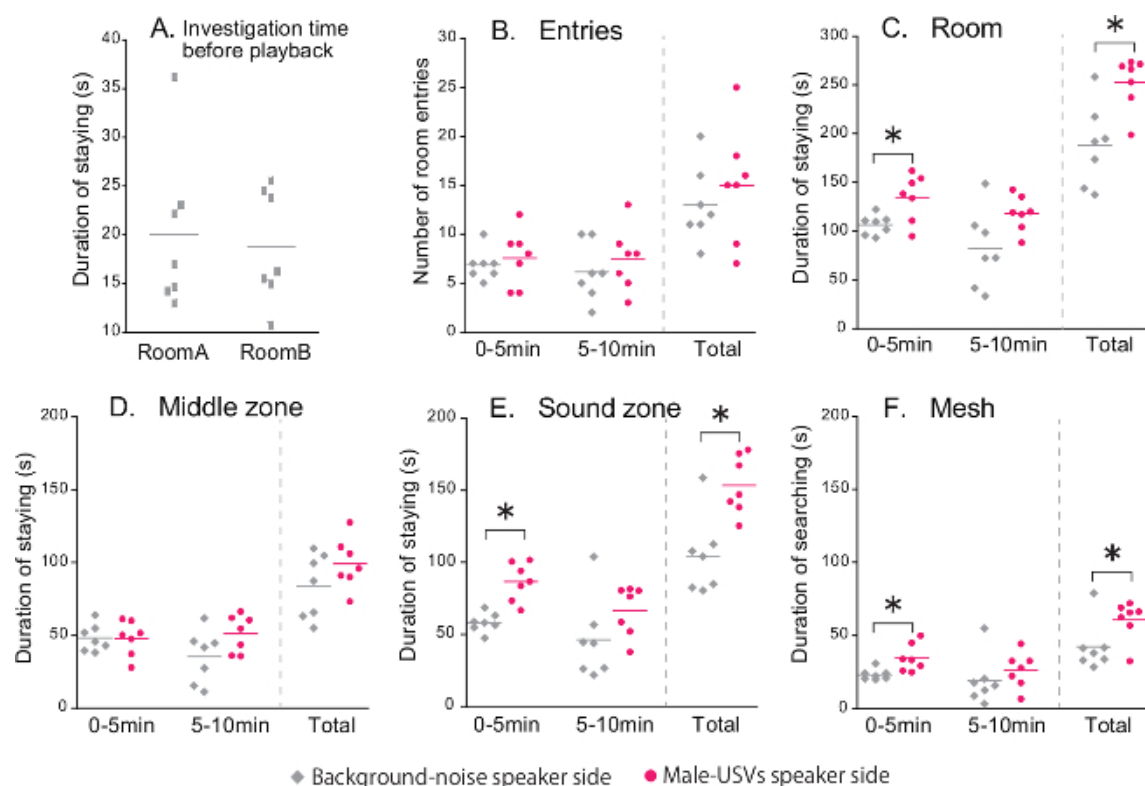 A. Investigation time
before playback
Duration of staying (s)
40
35
30
25
20
15
10
RoomA RoomB
B. Entries
Number of room entries
30
25
20
15
10
5
0
0-5min 5-10min Total
C. Room
Duration of staying (s)
300
250
200
150
100
50
0
0-5min 5-10min Total
*
*
D. Middle zone
Duration of staying (s)
200
150
100
50
0
0-5min 5-10min Total
E. Sound zone
Duration of staying (s)
200
150
100
50
0
0-5min 5-10min Total
*
*
F. Mesh
Duration of searching (s)
200
150
100
50
0
0-5min 5-10min Total
*
*
Background-noise speaker side Male-USVs speaker side